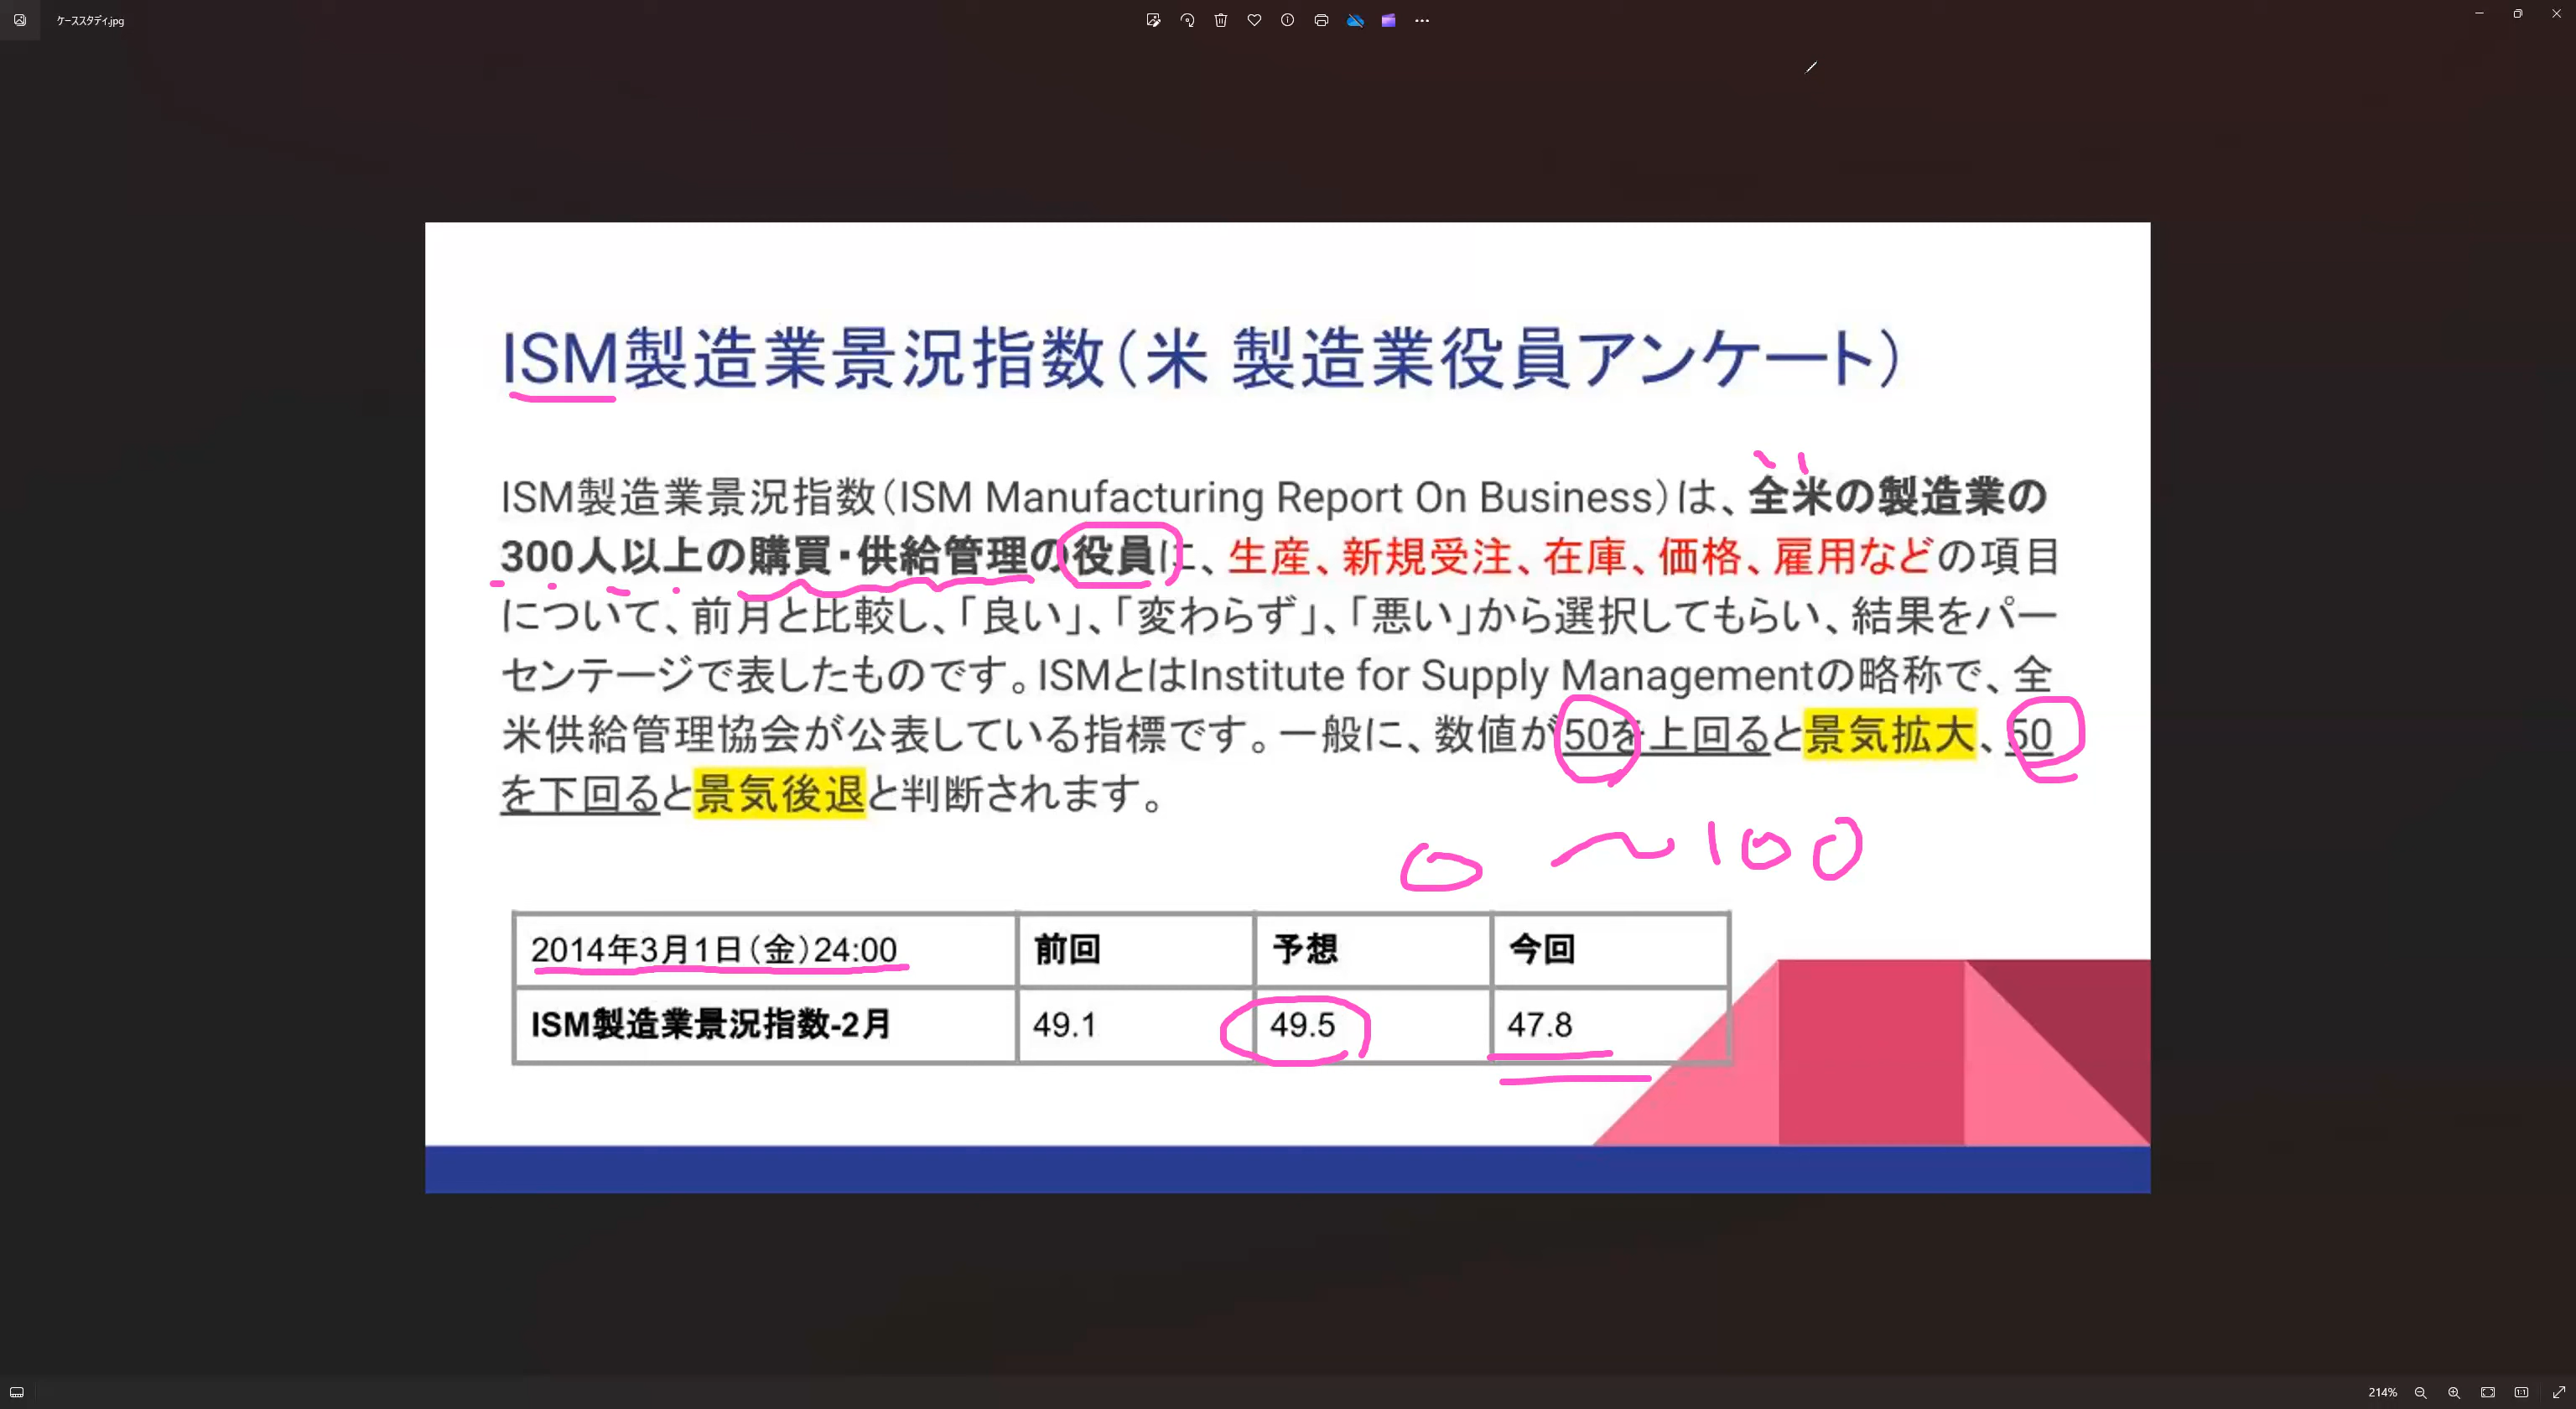 ケーススタディ.jpg
ISM製造業景況指数（米 製造業役員アンケート）
ISM製造業景況指数（ISM Manufacturing Report On Business）は、全米の製造業の
300人以上の購買・供給管理の役員に、生産、新規受注、在庫、価格、雇用などの項目
について、前月と比較し、「良い」、「変わらず」、「悪い」から選択してもらい、結果をパー
センテージで表したものです。ISMとはInstitute for Supply Managementの略称で、全
米供給管理協会が公表している指標です。一般に、数値が50を上回ると景気拡大、50
を下回ると景気後退と判断されます。
0 〜100
2014年3月1日（金）24:00 前回 予想 今回
ISM製造業景況指数-2月 49.1 49.5 47.8
214%